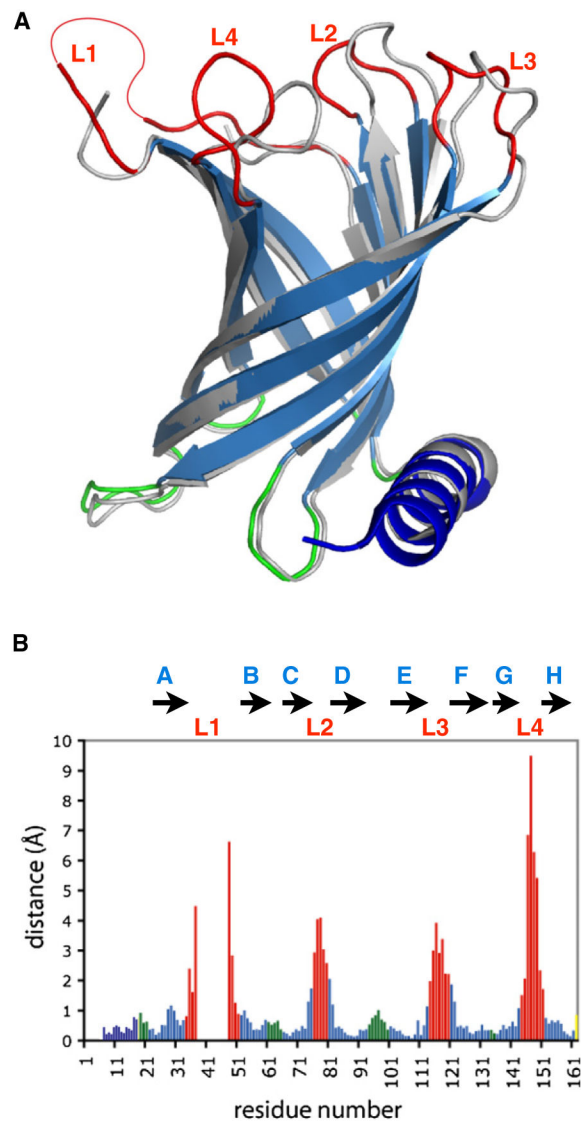 A
L1
L4
L2
L3
B
A B C D E F G H
L1 L2 L3 L4
10
9
8
7
6
5
4
3
2
1
0
distance (Å)
1 11 21 31 41 51 61 71 81 91 101 111 121 131 141 151 161
residue number